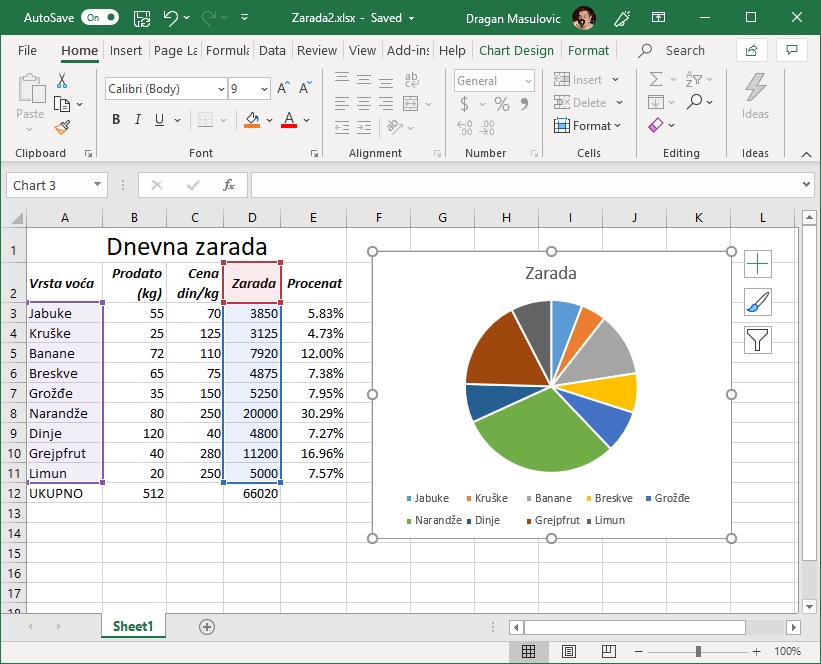 AutoSave On Zarada2.xlsx - Saved Dragan Masulovic
File Home Insert Page La Formula Data Review View Add-ins Help Chart Design Format Search
Paste Calibri (Body) 9 A A General Insert Ideas
B I U A ab $ % Delete
Format
Clipboard Font Alignment Number Cells Editing Ideas
Chart 3 fx
A B C D E F G H I J K L
1 Dnevna zarada
2 Vrsta voća Prodato (kg) Cena din/kg Zarada Procenat
3 Jabuke 55 70 3850 5.83%
4 Kruške 25 125 3125 4.73%
5 Banane 72 110 7920 12.00%
6 Breskve 65 75 4875 7.38%
7 Grožđe 35 150 5250 7.95%
8 Narandže 80 250 20000 30.29%
9 Dinje 120 40 4800 7.27%
10 Grejpfrut 40 280 11200 16.96%
11 Limun 20 250 5000 7.57%
12 UKUPNO 512 66020
13
14
15
16
17
18
Zarada
Jabuke Kruške Banane Breskve Grožđe
Narandže Dinje Grejpfrut Limun
Sheet1
100%